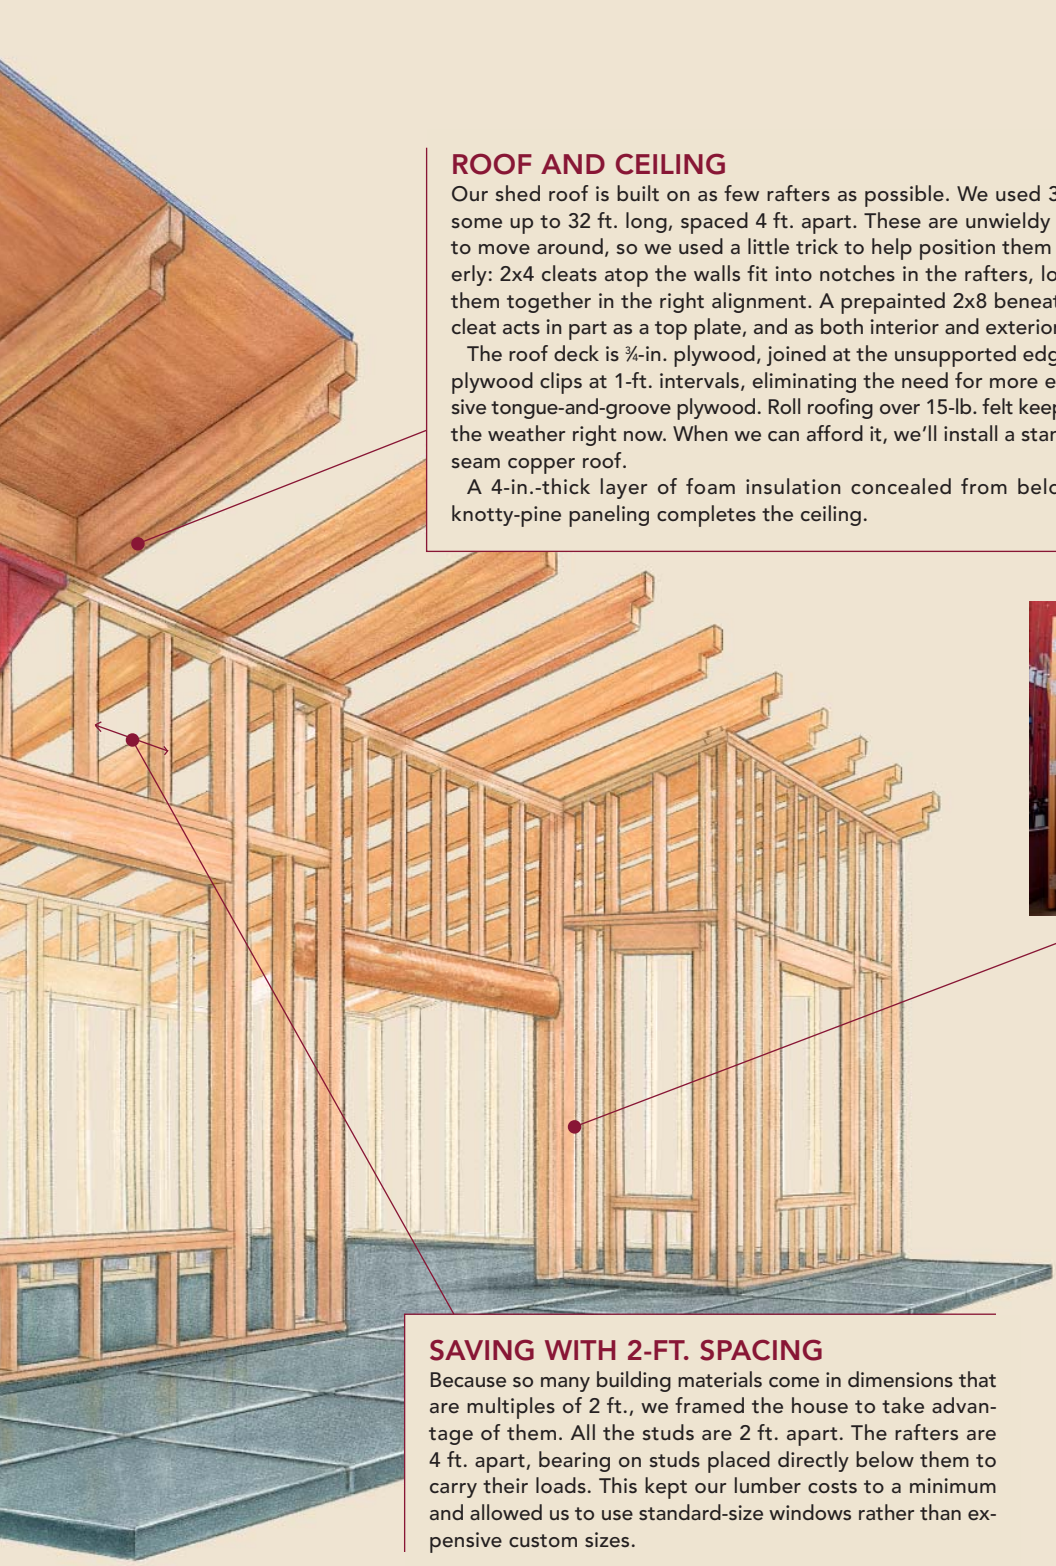 ROOF AND CEILING
Our shed roof is built on as few rafters as possible. We used 3
some up to 32 ft. long, spaced 4 ft. apart. These are unwieldy
to move around, so we used a little trick to help position them
erly: 2x4 cleats atop the walls fit into notches in the rafters, lo
them together in the right alignment. A prepainted 2x8 beneat
cleat acts in part as a top plate, and as both interior and exterior
The roof deck is ¾-in. plywood, joined at the unsupported edg
plywood clips at 1-ft. intervals, eliminating the need for more e
sive tongue-and-groove plywood. Roll roofing over 15-lb. felt keep
the weather right now. When we can afford it, we’ll install a stan
seam copper roof.
A 4-in.-thick layer of foam insulation concealed from belo
knotty-pine paneling completes the ceiling.
SAVING WITH 2-FT. SPACING
Because so many building materials come in dimensions that
are multiples of 2 ft., we framed the house to take advan-
tage of them. All the studs are 2 ft. apart. The rafters are
4 ft. apart, bearing on studs placed directly below them to
carry their loads. This kept our lumber costs to a minimum
and allowed us to use standard-size windows rather than ex-
pensive custom sizes.